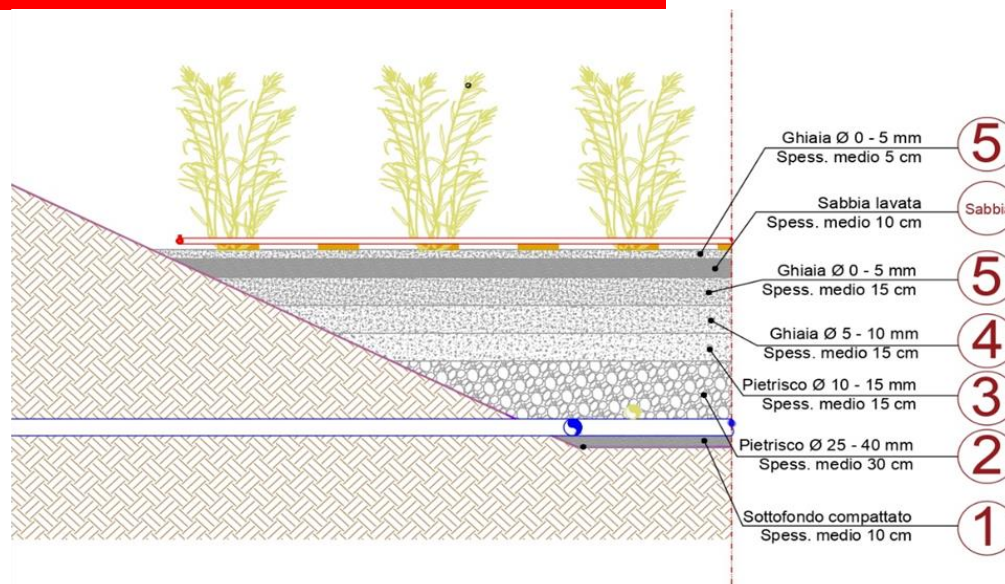 Ghiaia Ø 0 - 5 mm
Spess. medio 5 cm
5
Sabbia lavata
Spess. medio 10 cm
Sabbi
Ghiaia Ø 0 - 5 mm
Spess. medio 15 cm
5
Ghiaia Ø 5 - 10 mm
Spess. medio 15 cm
4
Pietrisco Ø 10 - 15 mm
Spess. medio 15 cm
3
Pietrisco Ø 25 - 40 mm
Spess. medio 30 cm
2
Sottofondo compattato
Spess. medio 10 cm
1